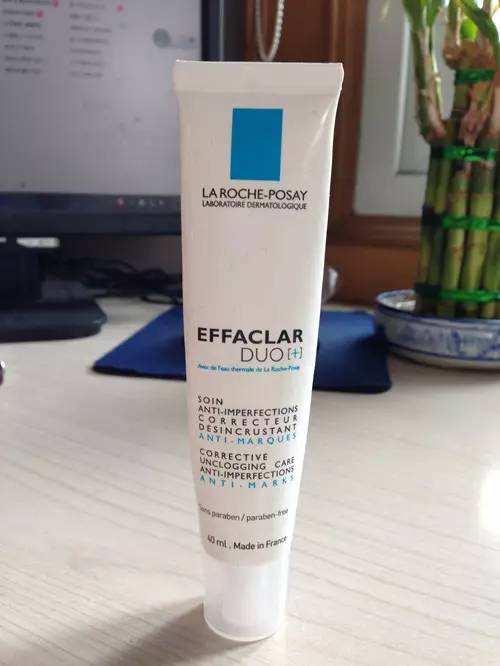 LA ROCHE-POSAY
LABORATOIRE DERMATOLOGIQUE
EFFACLAR
DUO [+]
Avec de l'eau thermale de La Roche-Posay
SOIN
ANTI-IMPERFECTIONS
CORRECTEUR
DESINCRUSTANT
ANTI-MARQUES
CORRECTIVE
UNCLOGGING CARE
ANTI-IMPERFECTIONS
ANTI-MARKS
Sans paraben / paraben-free
40 ml . Made in France